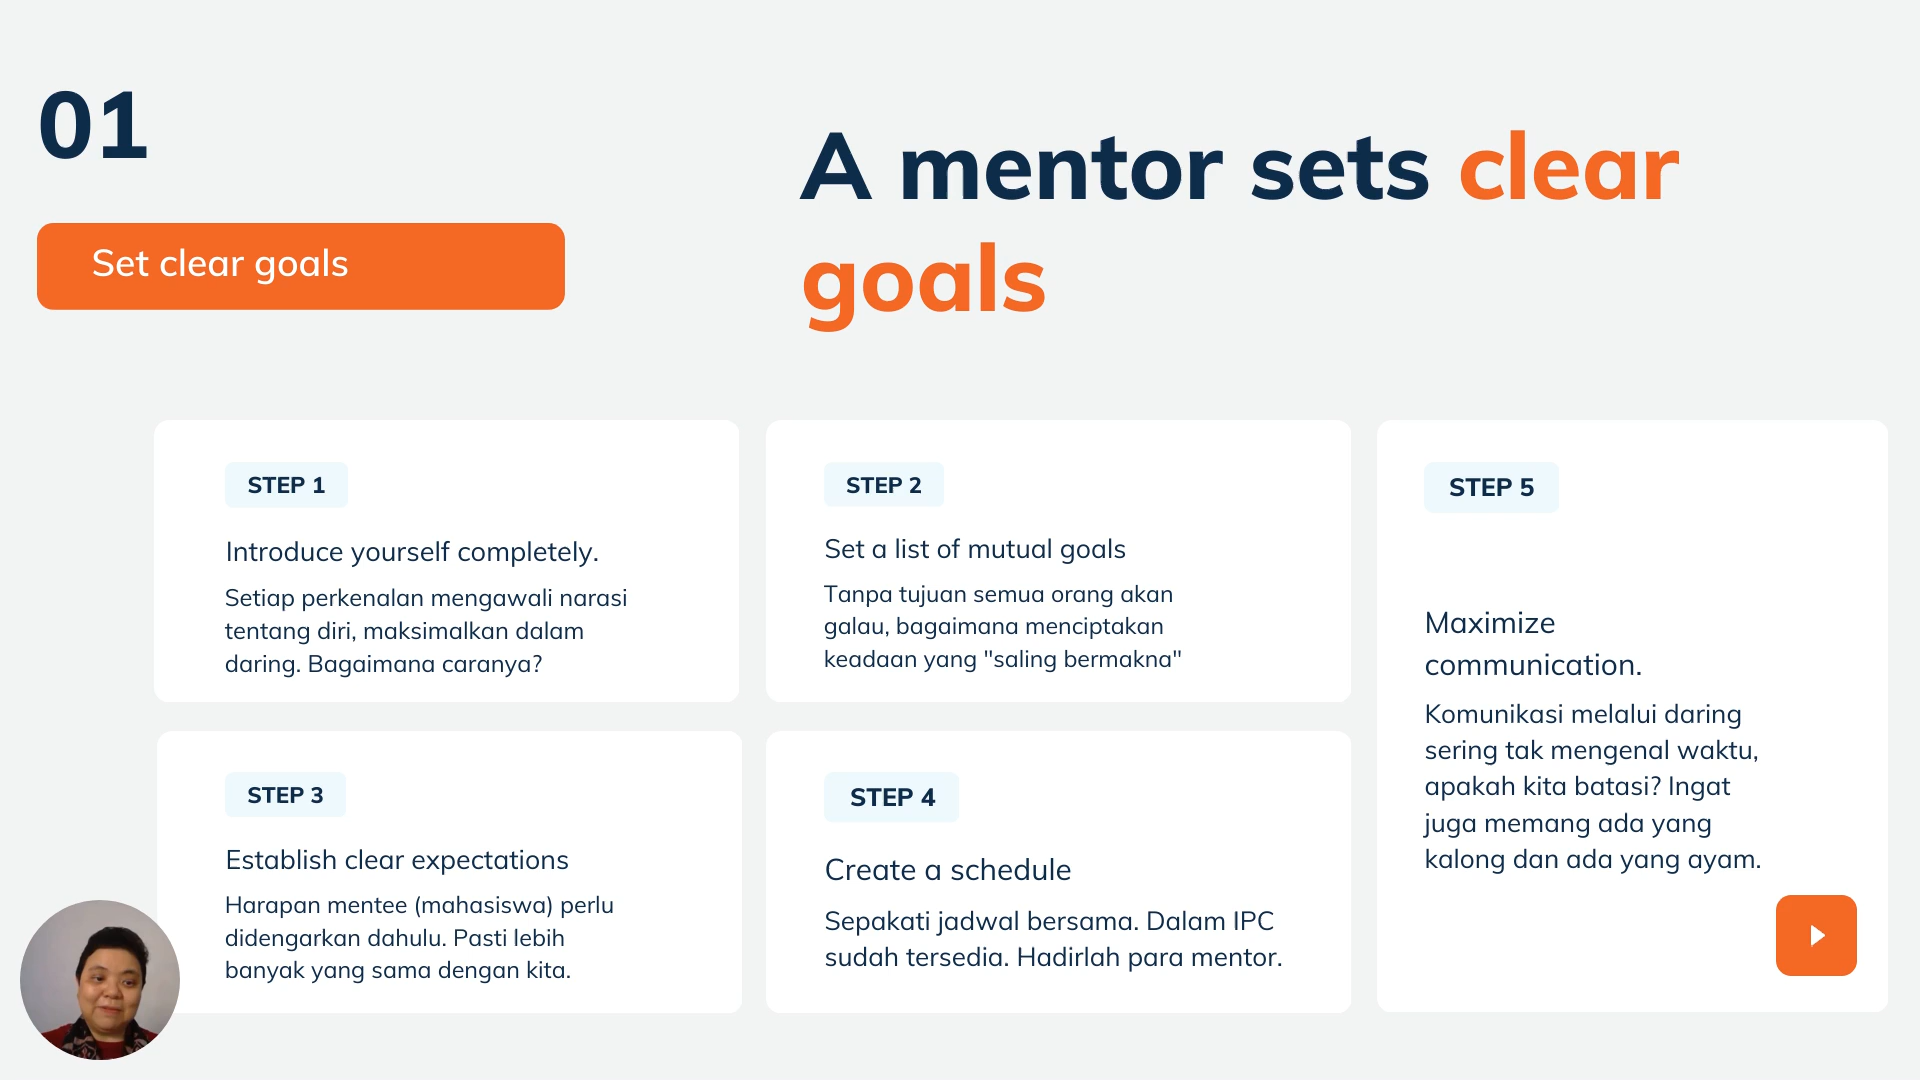 01
Set clear goals
A mentor sets clear
goals
STEP 1
Introduce yourself completely.
Setiap perkenalan mengawali narasi
tentang diri, maksimalkan dalam
daring. Bagaimana caranya?
STEP 2
Set a list of mutual goals
Tanpa tujuan semua orang akan
galau, bagaimana menciptakan
keadaan yang "saling bermakna"
STEP 3
Establish clear expectations
Harapan mentee (mahasiswa) perlu
didengarkan dahulu. Pasti lebih
banyak yang sama dengan kita.
STEP 4
Create a schedule
Sepakati jadwal bersama. Dalam IPC
sudah tersedia. Hadirlah para mentor.
STEP 5
Maximize
communication.
Komunikasi melalui daring
sering tak mengenal waktu,
apakah kita batasi? Ingat
juga memang ada yang
kalong dan ada yang ayam.